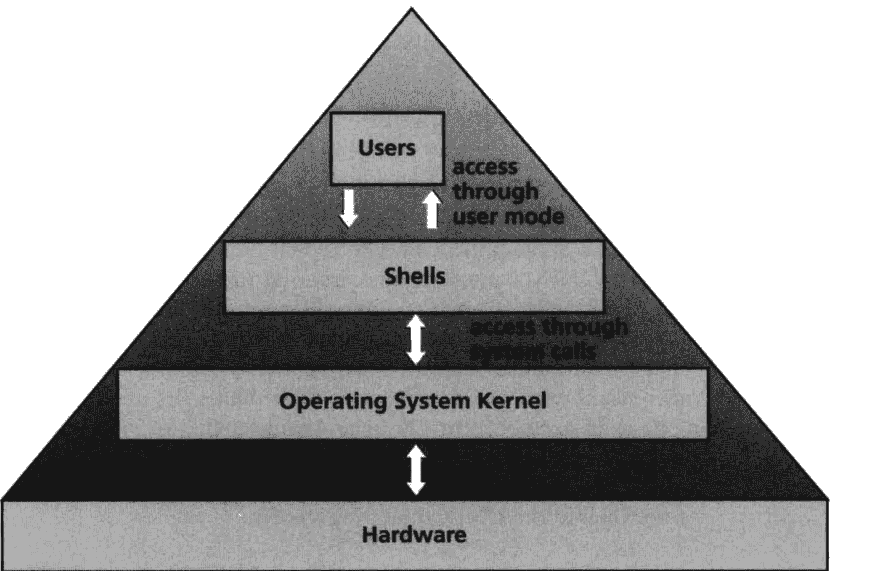 Users
access
through
user mode
Shells
access through
system calls
Operating System Kernel
Hardware